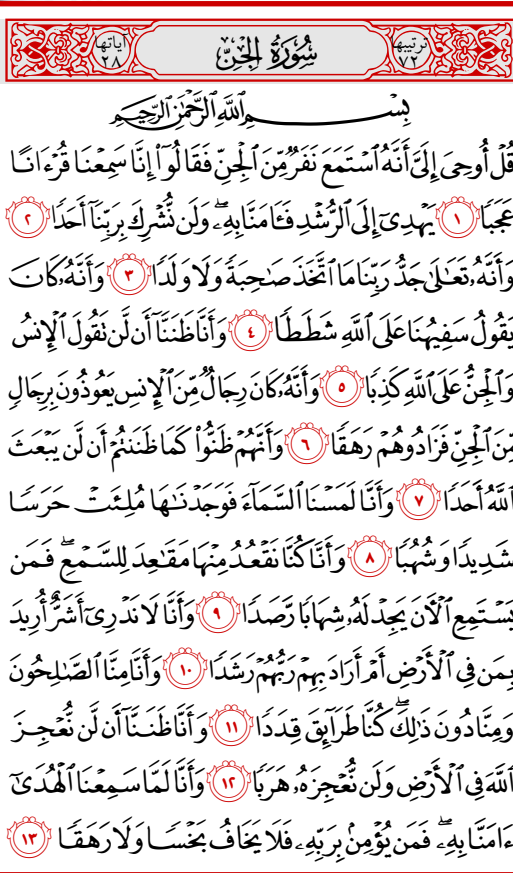 ترتيبها ٧٢ سُورَةُ الجِنِّ آياتها ٢٨
بِسْمِ ٱللَّهِ ٱلرَّحْمَٰنِ ٱلرَّحِيمِ
قُلْ أُوحِىَ إِلَىَّ أَنَّهُ ٱسْتَمَعَ نَفَرٌ مِّنَ ٱلْجِنِّ فَقَالُوٓا۟ إِنَّا سَمِعْنَا قُرْءَانًا
عَجَبًا ١ يَهْدِىٓ إِلَى ٱلرُّشْدِ فَـَٔامَنَّا بِهِۦ ۖ وَلَن نُّشْرِكَ بِرَبِّنَآ أَحَدًا ٢
وَأَنَّهُۥ تَعَٰلَىٰ جَدُّ رَبِّنَا مَا ٱتَّخَذَ صَٰحِبَةً وَلَا وَلَدًا ٣ وَأَنَّهُۥ كَانَ
يَقُولُ سَفِيهُنَا عَلَى ٱللَّهِ شَطَطًا ٤ وَأَنَّا ظَنَنَّآ أَن لَّن تَقُولَ ٱلْإِنسُ
وَٱلْجِنُّ عَلَى ٱللَّهِ كَذِبًا ٥ وَأَنَّهُۥ كَانَ رِجَالٌ مِّنَ ٱلْإِنسِ يَعُوذُونَ بِرِجَالٍ
مِّنَ ٱلْجِنِّ فَزَادُوهُمْ رَهَقًا ٦ وَأَنَّهُمْ ظَنُّوا۟ كَمَا ظَنَنتُمْ أَن لَّن يَبْعَثَ
ٱللَّهُ أَحَدًا ٧ وَأَنَّا لَمَسْنَا ٱلسَّمَآءَ فَوَجَدْنَٰهَا مُلِئَتْ حَرَسًا
شَدِيدًا وَشُهُبًا ٨ وَأَنَّا كُنَّا نَقْعُدُ مِنْهَا مَقَٰعِدَ لِلسَّمْعِ ۖ فَمَن
يَسْتَمِعِ ٱلْـَٔانَ يَجِدْ لَهُۥ شِهَابًا رَّصَدًا ٩ وَأَنَّا لَا نَدْرِىٓ أَشَرٌّ أُرِيدَ
بِمَن فِى ٱلْأَرْضِ أَمْ أَرَادَ بِهِمْ رَبُّهُمْ رَشَدًا ١٠ وَأَنَّا مِنَّا ٱلصَّٰلِحُونَ
وَمِنَّا دُونَ ذَٰلِكَ ۖ كُنَّا طَرَآئِقَ قِدَدًا ١١ وَأَنَّا ظَنَنَّآ أَن لَّن نُّعْجِزَ
ٱللَّهَ فِى ٱلْأَرْضِ وَلَن نُّعْجِزَهُۥ هَرَبًا ١٢ وَأَنَّا لَمَّا سَمِعْنَا ٱلْهُدَىٰٓ
ءَامَنَّا بِهِۦ ۖ فَمَن يُؤْمِنۢ بِرَبِّهِۦ فَلَا يَخَافُ بَخْسًا وَلَا رَهَقًا ١٣